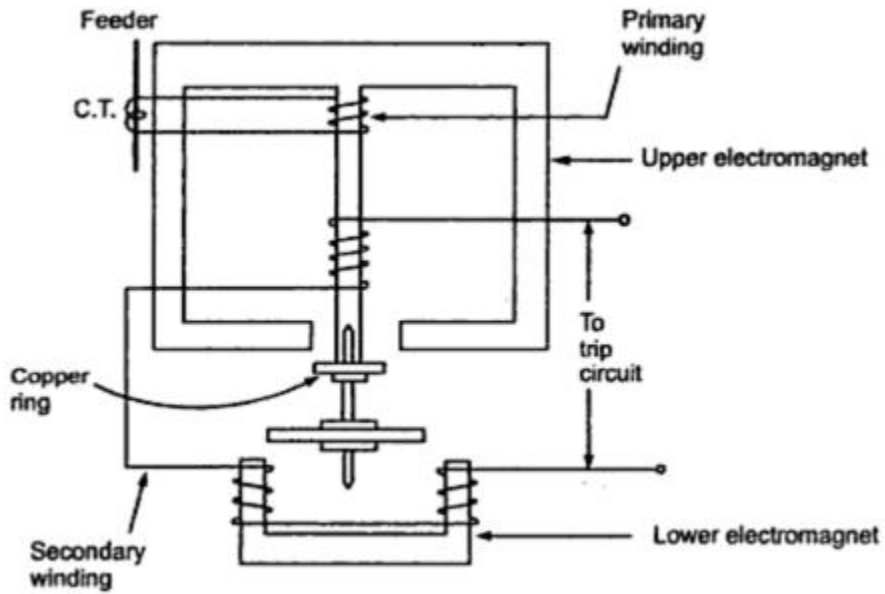 Feeder
Primary
winding
C.T.
Upper electromagnet
To
trip
circuit
Copper
ring
Secondary
winding
Lower electromagnet